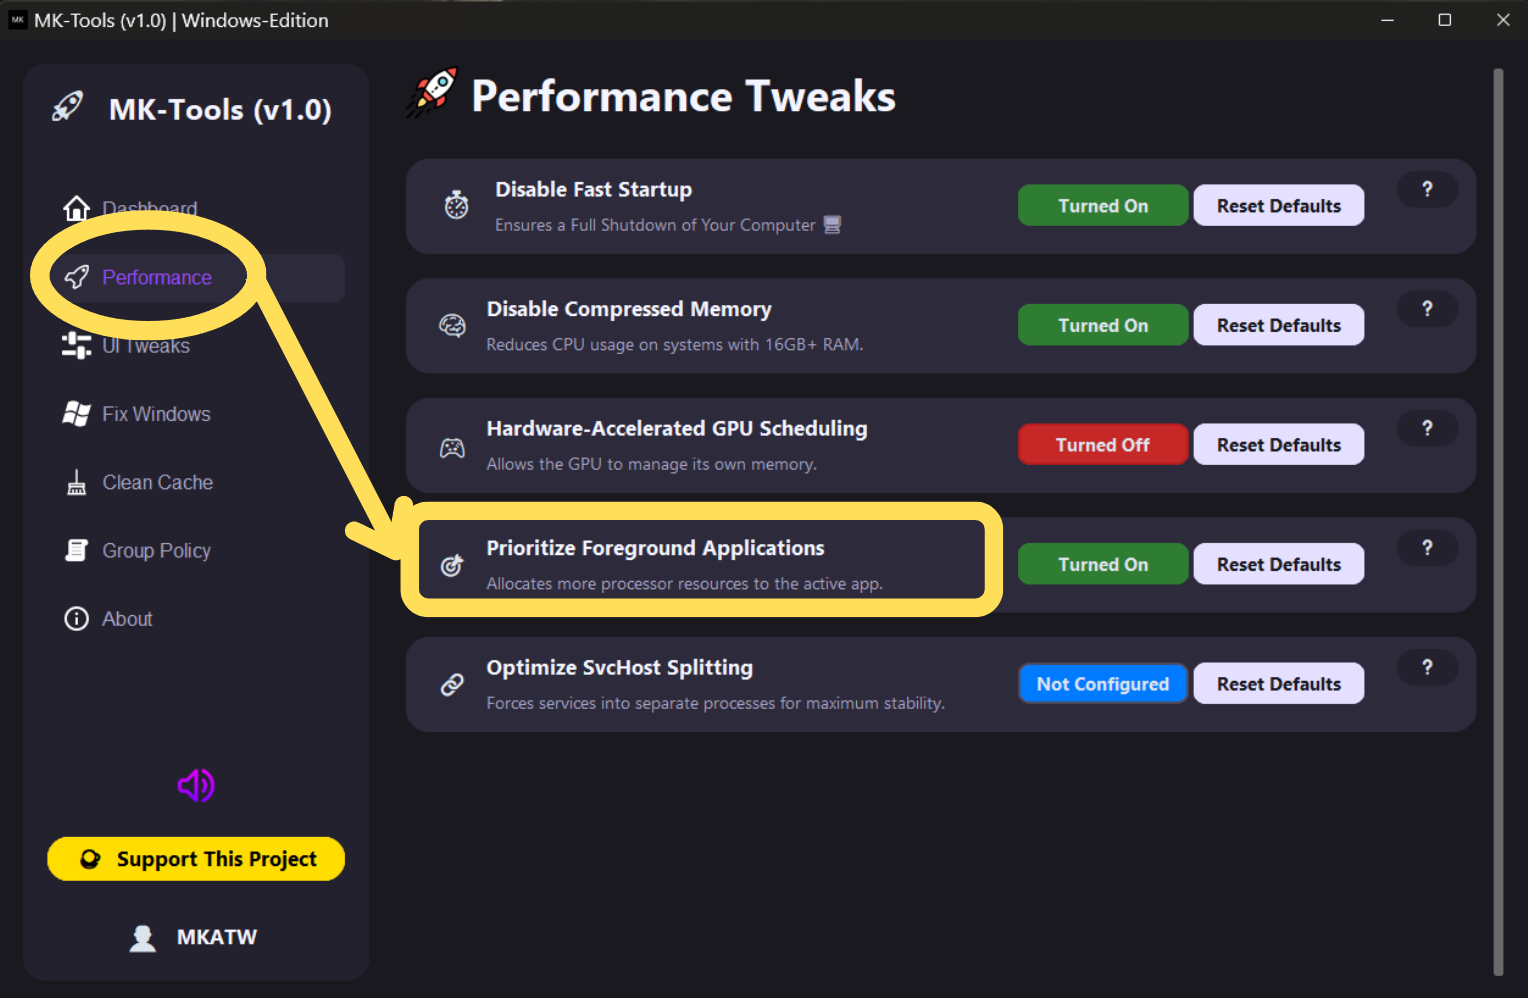 MK MK-Tools (v1.0) | Windows-Edition
MK-Tools (v1.0)
Dashboard
Performance
UI Tweaks
Fix Windows
Clean Cache
Group Policy
About
Support This Project
MKATW
Performance Tweaks
Disable Fast Startup
Ensures a Full Shutdown of Your Computer
Turned On
Reset Defaults
?
Disable Compressed Memory
Reduces CPU usage on systems with 16GB+ RAM.
Turned On
Reset Defaults
?
Hardware-Accelerated GPU Scheduling
Allows the GPU to manage its own memory.
Turned Off
Reset Defaults
?
Prioritize Foreground Applications
Allocates more processor resources to the active app.
Turned On
Reset Defaults
?
Optimize SvcHost Splitting
Forces services into separate processes for maximum stability.
Not Configured
Reset Defaults
?